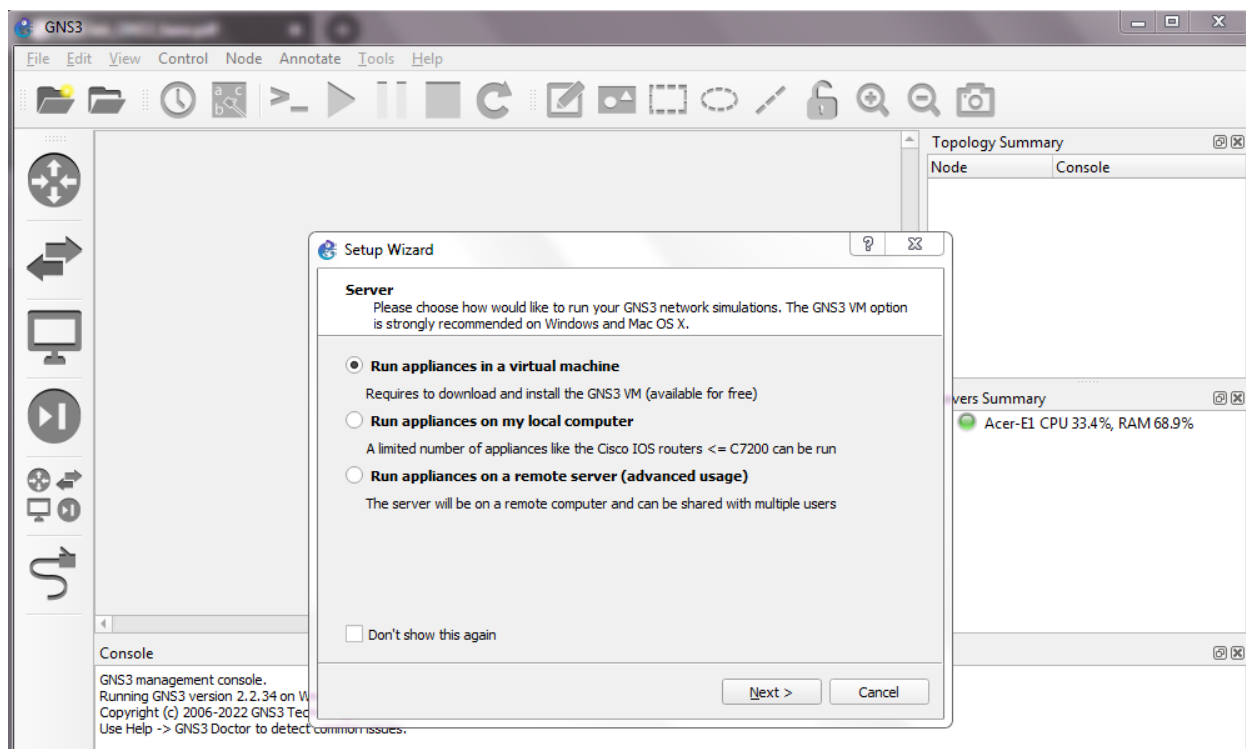 GNS3
File Edit View Control Node Annotate Tools Help
Topology Summary
Node Console
Setup Wizard
Server
Please choose how would like to run your GNS3 network simulations. The GNS3 VM option
is strongly recommended on Windows and Mac OS X.
Run appliances in a virtual machine
Requires to download and install the GNS3 VM (available for free)
Run appliances on my local computer
A limited number of appliances like the Cisco IOS routers <= C7200 can be run
Run appliances on a remote server (advanced usage)
The server will be on a remote computer and can be shared with multiple users
Don't show this again
Next > Cancel
vers Summary
Acer-E1 CPU 33.4%, RAM 68.9%
Console
GNS3 management console.
Running GNS3 version 2.2.34 on W
Copyright (c) 2006-2022 GNS3 Tec
Use Help -> GNS3 Doctor to detect common issues.